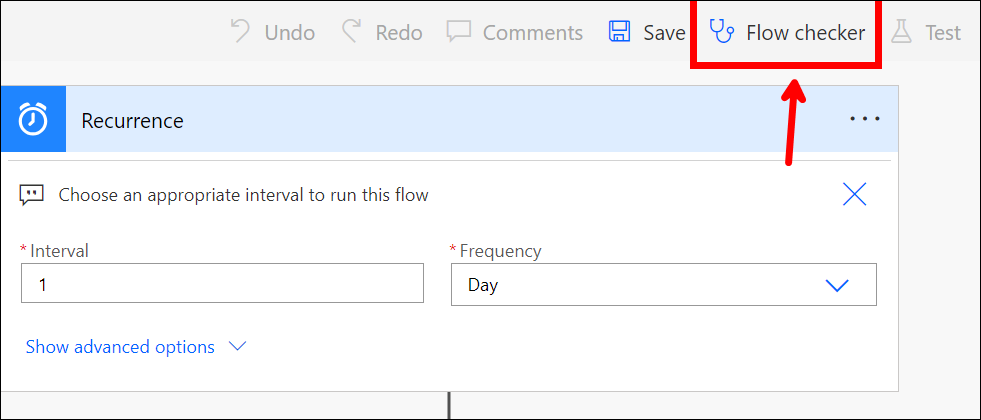 Undo Redo Comments Save Flow checker Test
Recurrence
Choose an appropriate interval to run this flow
*Interval *Frequency
1 Day
Show advanced options